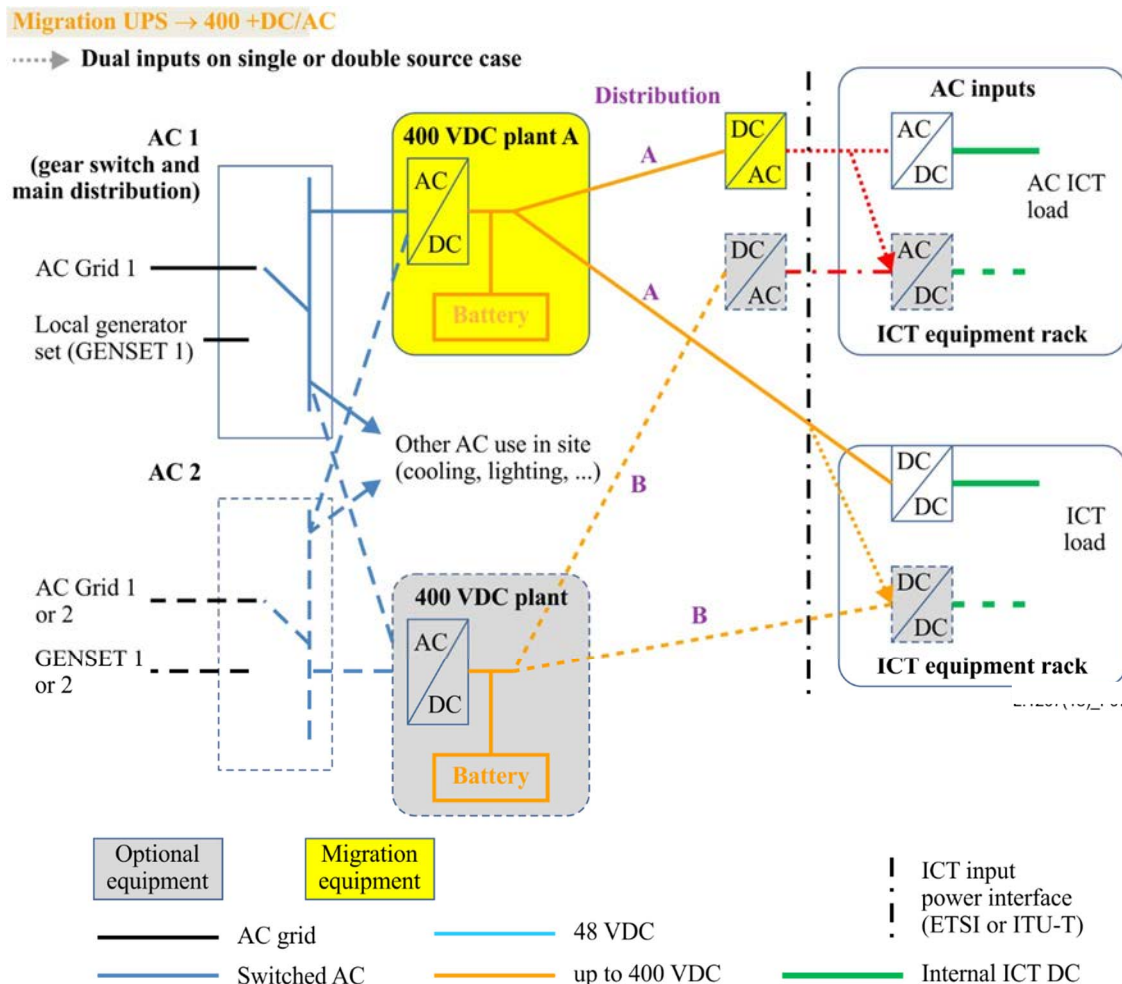 Migration UPS → 400 +DC/AC
Dual inputs on single or double source case
Distribution
AC inputs
AC 1
(gear switch and
main distribution)
400 VDC plant A
DC
AC
AC
DC
A
AC
DC
AC ICT
load
AC Grid 1
Local generator
set (GENSET 1)
Battery
DC
AC
A
AC
DC
ICT equipment rack
Other AC use in site
(cooling, lighting, ...)
AC 2
B
DC
DC
ICT
load
AC Grid 1
or 2
GENSET 1
or 2
400 VDC plant
AC
DC
B
DC
DC
ICT equipment rack
Battery
Optional
equipment
Migration
equipment
ICT input
power interface
(ETSI or ITU-T)
AC grid
48 VDC
Switched AC
up to 400 VDC
Internal ICT DC